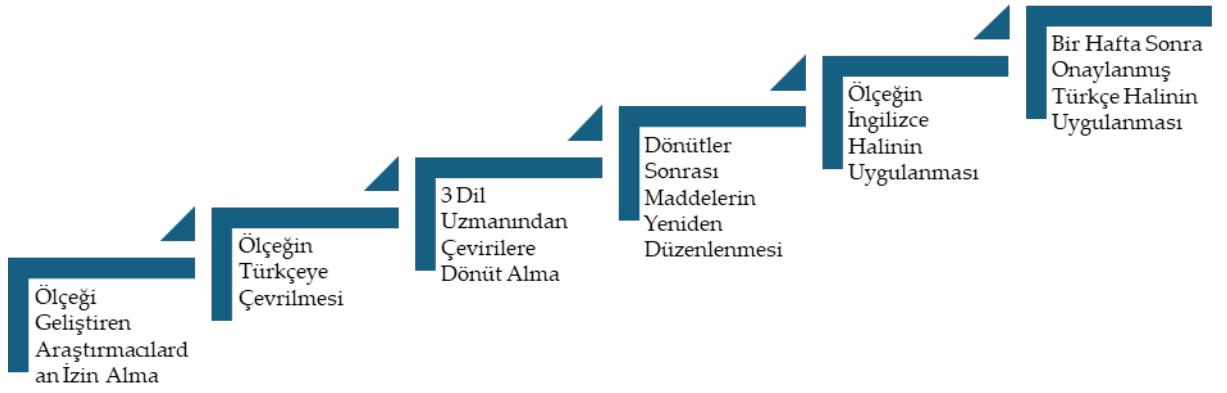 Ölçeği
Geliştiren
Araştırmacılard
an İzin Alma
Ölçeğin
Türkçeye
Çevrilmesi
3 Dil
Uzmanından
Çevirilere
Dönüt Alma
Dönütler
Sonrası
Maddelerin
Yeniden
Düzenlenmesi
Ölçeğin
İngilizce
Halinin
Uygulanması
Bir Hafta Sonra
Onaylanmış
Türkçe Halinin
Uygulanması